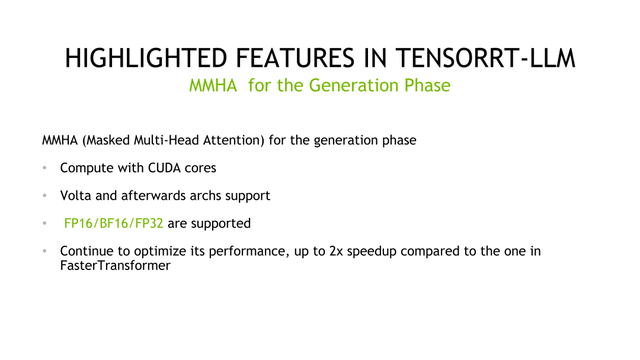 HIGHLIGHTED FEATURES IN TENSORRT-LLM
MMHA for the Generation Phase
MMHA (Masked Multi-Head Attention) for the generation phase
• Compute with CUDA cores
• Volta and afterwards archs support
• FP16/BF16/FP32 are supported
• Continue to optimize its performance, up to 2x speedup compared to the one in
FasterTransformer